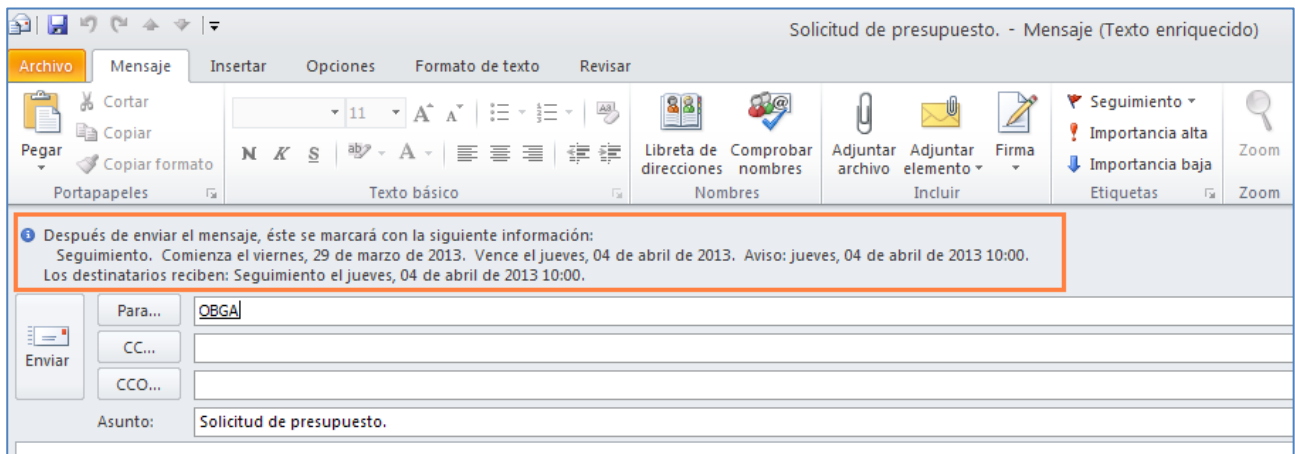 Solicitud de presupuesto. - Mensaje (Texto enriquecido)
Archivo Mensaje Insertar Opciones Formato de texto Revisar
Pegar
Cortar
Copiar
Copiar formato
Portapapeles
11
N K S
Texto básico
Libreta de direcciones
Comprobar nombres
Nombres
Adjuntar archivo
Adjuntar elemento
Firma
Incluir
Seguimiento
Importancia alta
Importancia baja
Etiquetas
Zoom
Zoom
Después de enviar el mensaje, éste se marcará con la siguiente información:
Seguimiento. Comienza el viernes, 29 de marzo de 2013. Vence el jueves, 04 de abril de 2013. Aviso: jueves, 04 de abril de 2013 10:00.
Los destinatarios reciben: Seguimiento el jueves, 04 de abril de 2013 10:00.
Enviar
Para... OBGA
CC...
CCO...
Asunto: Solicitud de presupuesto.